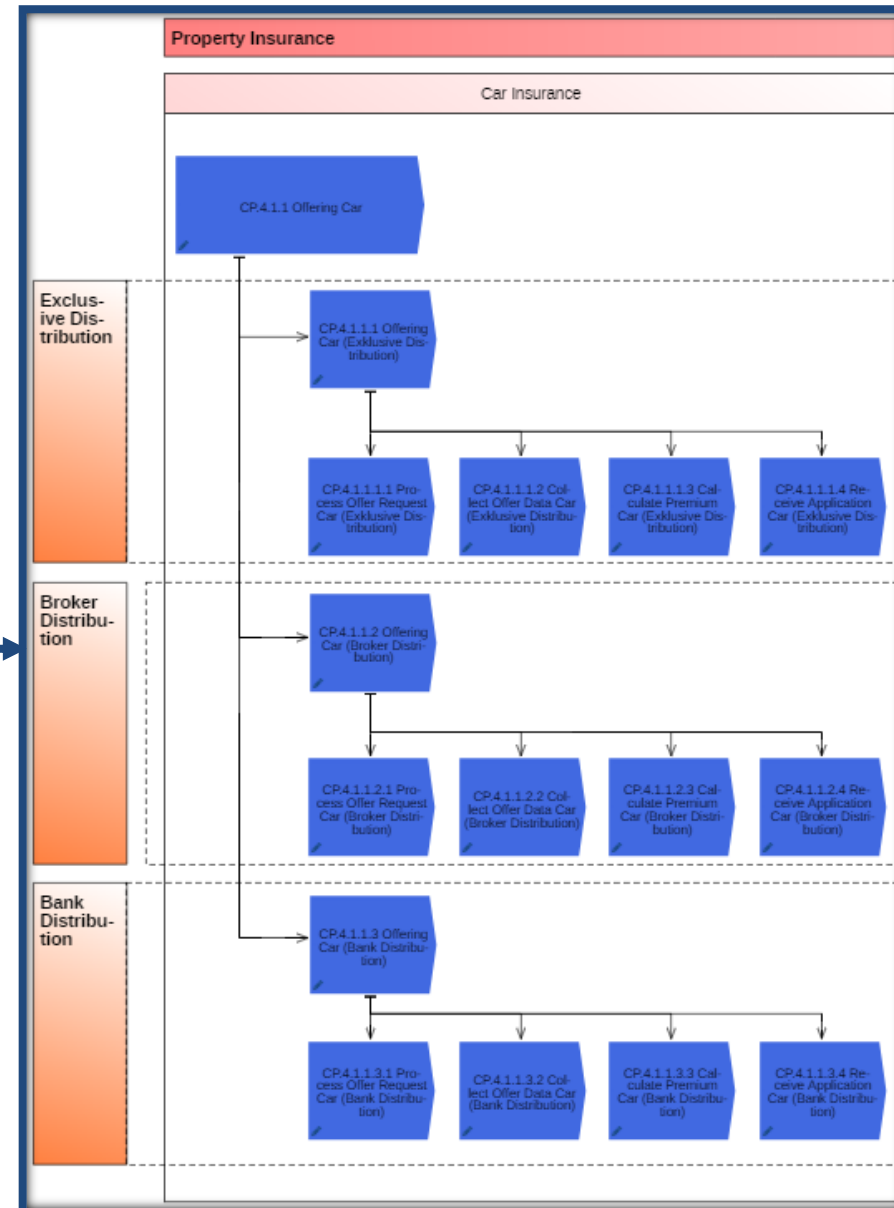 Property Insurance
Car Insurance
CP.4.1.1 Offering Car
Exclus-
ive Dis-
tribution
CP.4.1.1.1 Offering
Car (Exklusive Dis-
tribution)
CP.4.1.1.1.1 Pro-
cess Offer Request
Car (Exklusive Dis-
tribution)
CP.4.1.1.1.2 Col-
lect Offer Data Car
(Exklusive Distribu-
tion)
CP.4.1.1.1.3 Cal-
culate Premium
Car (Exklusive Dis-
tribution)
CP.4.1.1.1.4 Re-
ceive Application
Car (Exklusive Dis-
tribution)
Broker
Distribu-
tion
CP.4.1.1.2 Offering
Car (Broker Distri-
bution)
CP.4.1.1.2.1 Pro-
cess Offer Request
Car (Broker Distri-
bution)
CP.4.1.1.2.2 Col-
lect Offer Data Car
(Broker Distribution)
CP.4.1.1.2.3 Cal-
culate Premium
Car (Broker Distri-
bution)
CP.4.1.1.2.4 Re-
ceive Application
Car (Broker Distri-
bution)
Bank
Distribu-
tion
CP.4.1.1.3 Offering
Car (Bank Distribu-
tion)
CP.4.1.1.3.1 Pro-
cess Offer Request
Car (Bank Distribu-
tion)
CP.4.1.1.3.2 Col-
lect Offer Data Car
(Bank Distribution)
CP.4.1.1.3.3 Cal-
culate Premium
Car (Bank Distribu-
tion)
CP.4.1.1.3.4 Re-
ceive Application
Car (Bank Distribu-
tion)